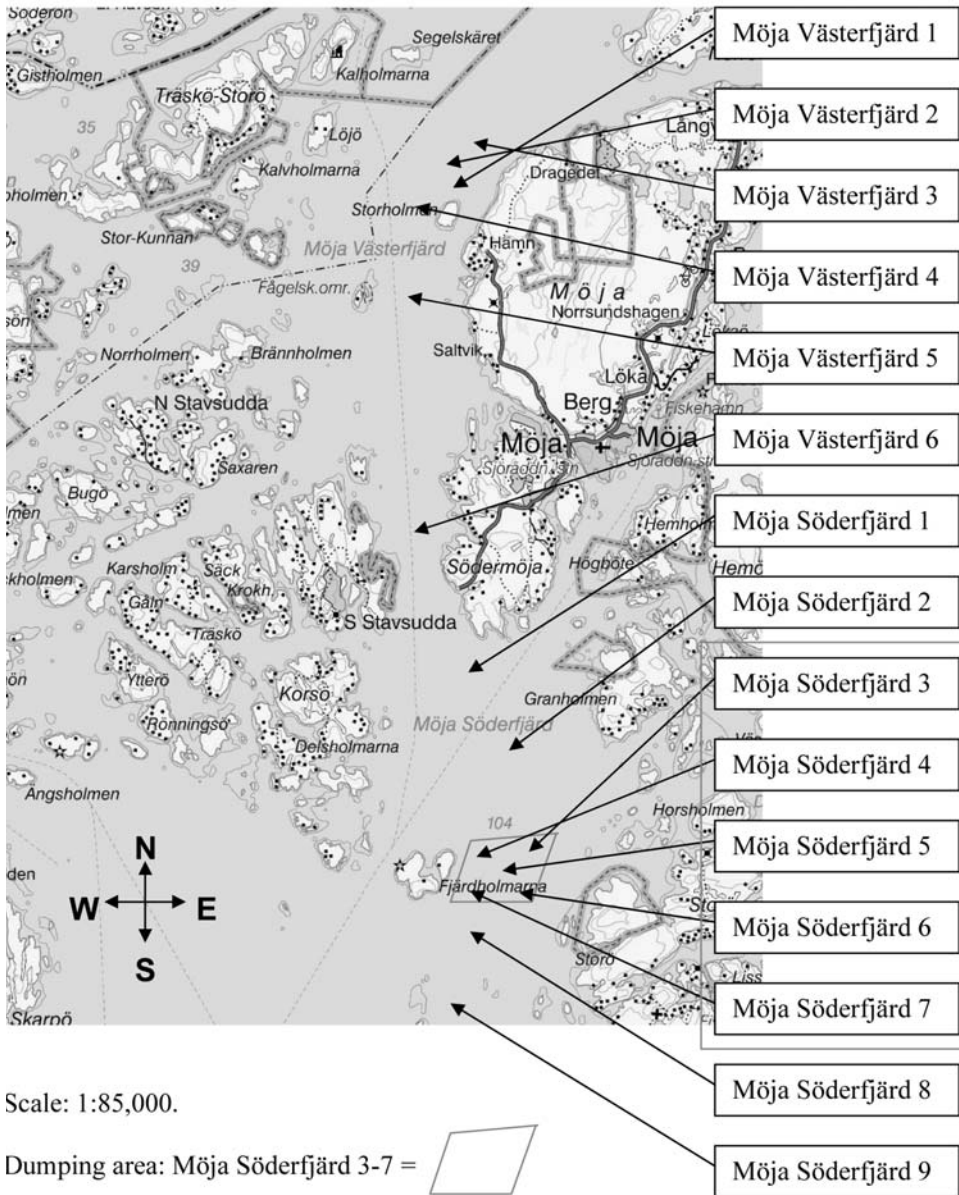 Söderön
Segelskäret
Gistholmen
Kalholmarna
Träskö-Storö
35
Löjö
Kalvholmarna
Storholmen
Stor-Kunnan
Möja Västerfjärd
39
Fågelsk.omr.
Norrholmen
Brännholmen
N Stavsudda
Saxaren
Bugö
Karsholm
Säck
Krokh.
Gåln
Träskö
S Stavsudda
Ytterö
Korsö
Rönningsö
Delsholmarna
Ängsholmen
Dragedet
Hamn
Möja
Norrsundshagen
Saltvik
Löka
Berg
Fiskehamn
Möja
Möja
Södermöja
Högböte
Granholmen
Möja Söderfjärd
Horsholmen
104
Fjärdholmarna
Storö
Skarpö
N
W E
S
Möja Västerfjärd 1
Möja Västerfjärd 2
Möja Västerfjärd 3
Möja Västerfjärd 4
Möja Västerfjärd 5
Möja Västerfjärd 6
Möja Söderfjärd 1
Möja Söderfjärd 2
Möja Söderfjärd 3
Möja Söderfjärd 4
Möja Söderfjärd 5
Möja Söderfjärd 6
Möja Söderfjärd 7
Möja Söderfjärd 8
Möja Söderfjärd 9
Scale: 1:85,000.
Dumping area: Möja Söderfjärd 3-7 =